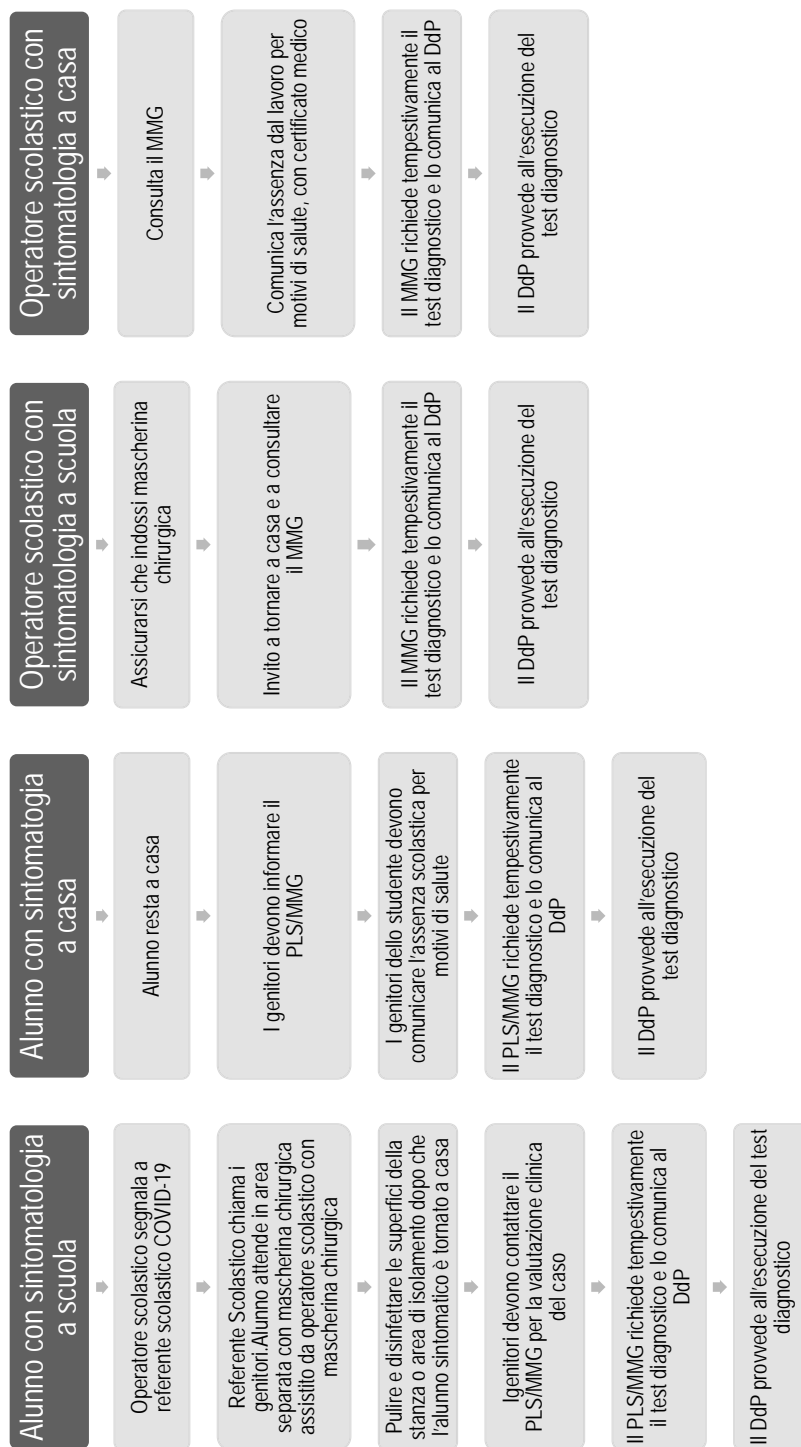 Alunno con sintomatologia
a scuola
Operatore scolastico segnala a
referente scolastico COVID-19
Referente Scolastico chiama i
genitori.Alunno attende in area
separata con mascherina chirurgica
assistito da operatore scolastico con
mascherina chirurgica
Pulire e disinfettare le superfici della
stanza o area di isolamento dopo che
l'alunno sintomatico è tornato a casa
Igenitori devono contattare il
PLS/MMG per la valutazione clinica
del caso
Il PLS/MMG richiede tempestivamente
il test diagnostico e lo comunica al
DdP
Il DdP provvede all'esecuzione del test
diagnostico
Alunno con sintomatogia
a casa
Alunno resta a casa
I genitori devono informare il
PLS/MMG
I genitori dello studente devono
comunicare l'assenza scolastica per
motivi di salute
Il PLS/MMG richiede tempestivamente
il test diagnostico e lo comunica al
DdP
Il DdP provvede all'esecuzione del
test diagnostico
Operatore scolastico con
sintomatologia a scuola
Assicurarsi che indossi mascherina
chirurgica
Invito a tornare a casa e a consultare
il MMG
Il MMG richiede tempestivamente il
test diagnostico e lo comunica al DdP
Il DdP provvede all'esecuzione del
test diagnostico
Operatore scolastico con
sintomatologia a casa
Consulta il MMG
Comunica l'assenza dal lavoro per
motivi di salute, con certificato medico
Il MMG richiede tempestivamente il
test diagnostico e lo comunica al DdP
Il DdP provvede all'esecuzione del
test diagnostico